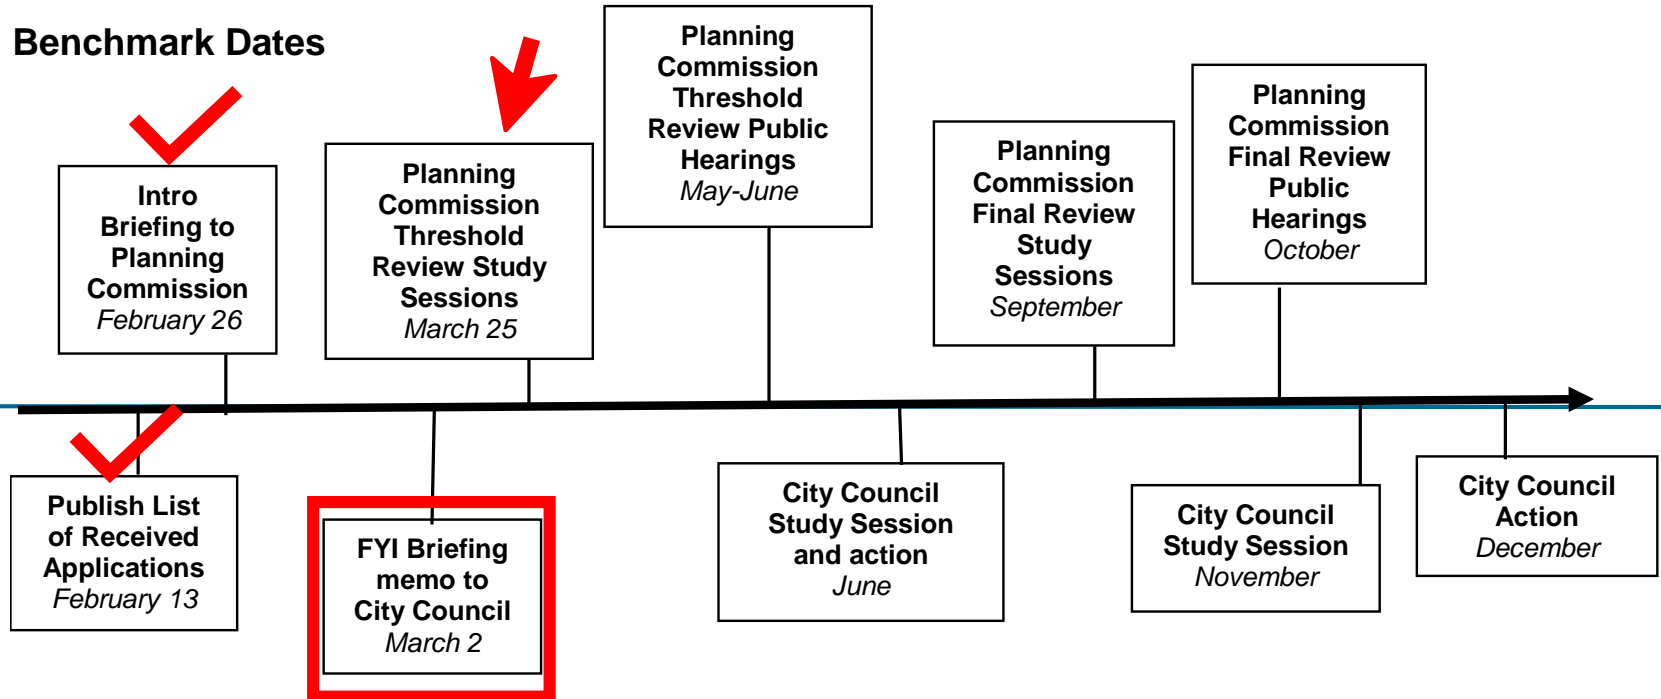 Benchmark Dates
Intro
Briefing to
Planning
Commission
February 26
Planning
Commission
Threshold
Review Study
Sessions
March 25
Planning
Commission
Threshold
Review Public
Hearings
May-June
Planning
Commission
Final Review
Study
Sessions
September
Planning
Commission
Final Review
Public
Hearings
October
Publish List
of Received
Applications
February 13
FYI Briefing
memo to
City Council
March 2
City Council
Study Session
and action
June
City Council
Study Session
November
City Council
Action
December